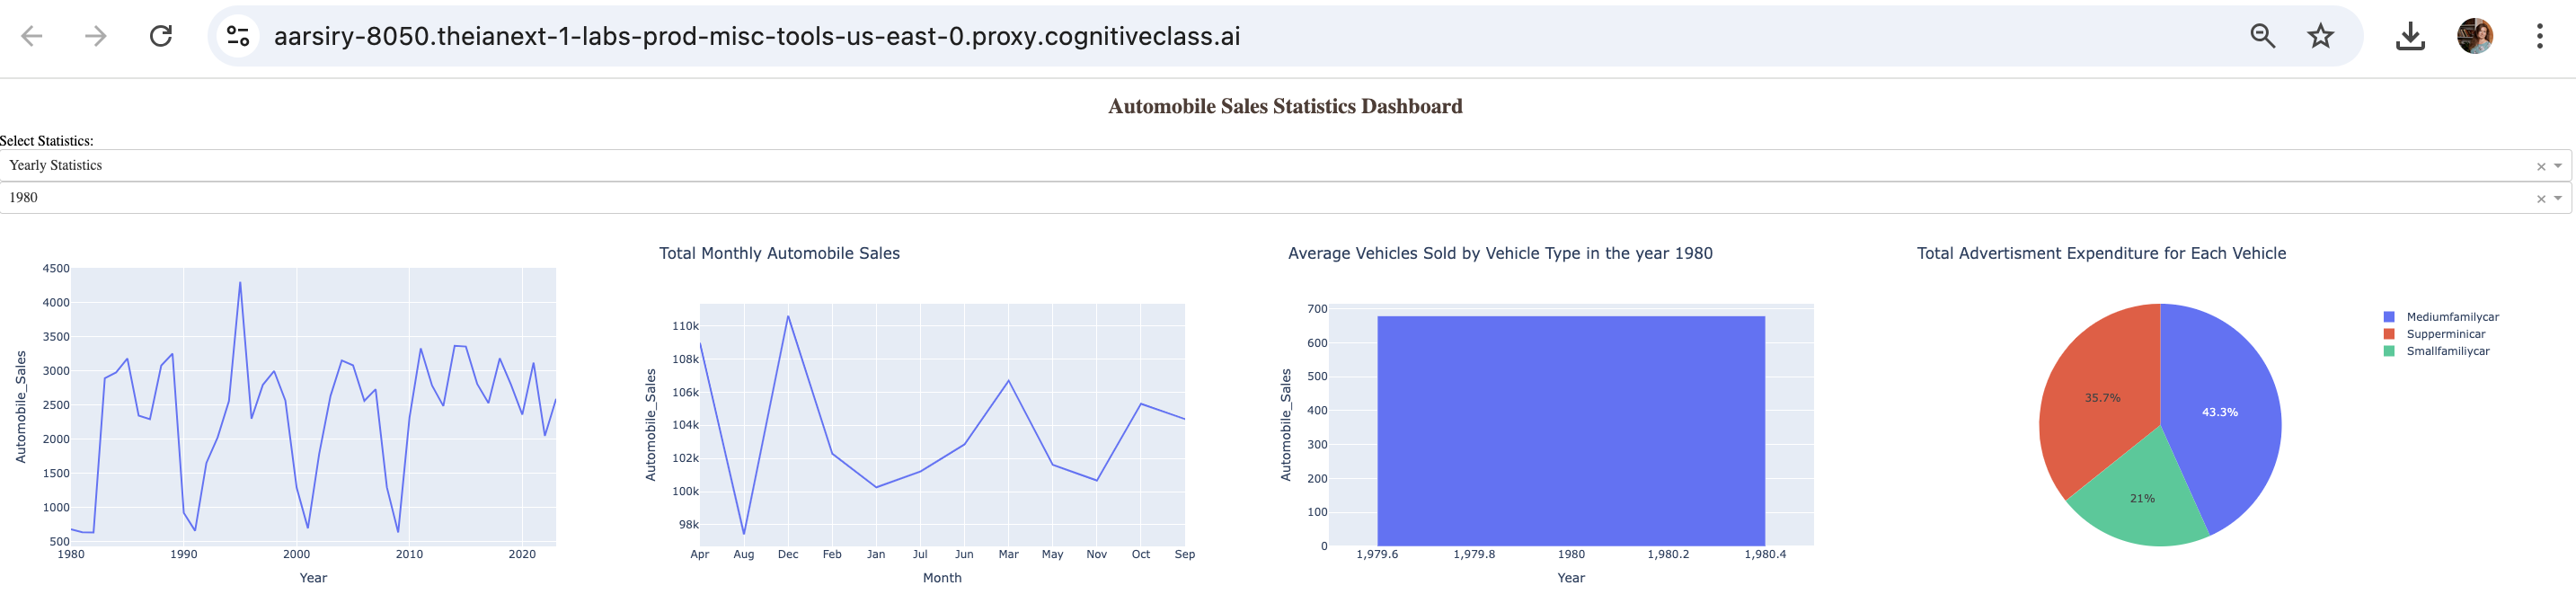 aarsiry-8050.theianext-1-labs-prod-misc-tools-us-east-0.proxy.cognitiveclass.ai
Automobile Sales Statistics Dashboard
Select Statistics:
Yearly Statistics
1980
4500
4000
3500
3000
2500
2000
1500
1000
500
Automobile_Sales
1980 1990 2000 2010 2020
Year
Total Monthly Automobile Sales
110k
108k
106k
104k
102k
100k
98k
Automobile_Sales
Apr Aug Dec Feb Jan Jul Jun Mar May Nov Oct Sep
Month
Average Vehicles Sold by Vehicle Type in the year 1980
700
600
500
400
300
200
100
0
Automobile_Sales
1,979.6 1,979.8 1980 1,980.2 1,980.4
Year
Total Advertisment Expenditure for Each Vehicle
35.7%
43.3%
21%
Mediumfamilycar
Supperminicar
Smallfamiliycar